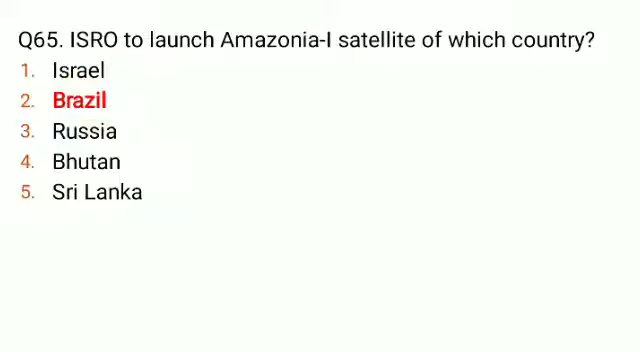 Q65. ISRO to launch Amazonia-I satellite of which country?
1. Israel
2. Brazil
3. Russia
4. Bhutan
5. Sri Lanka